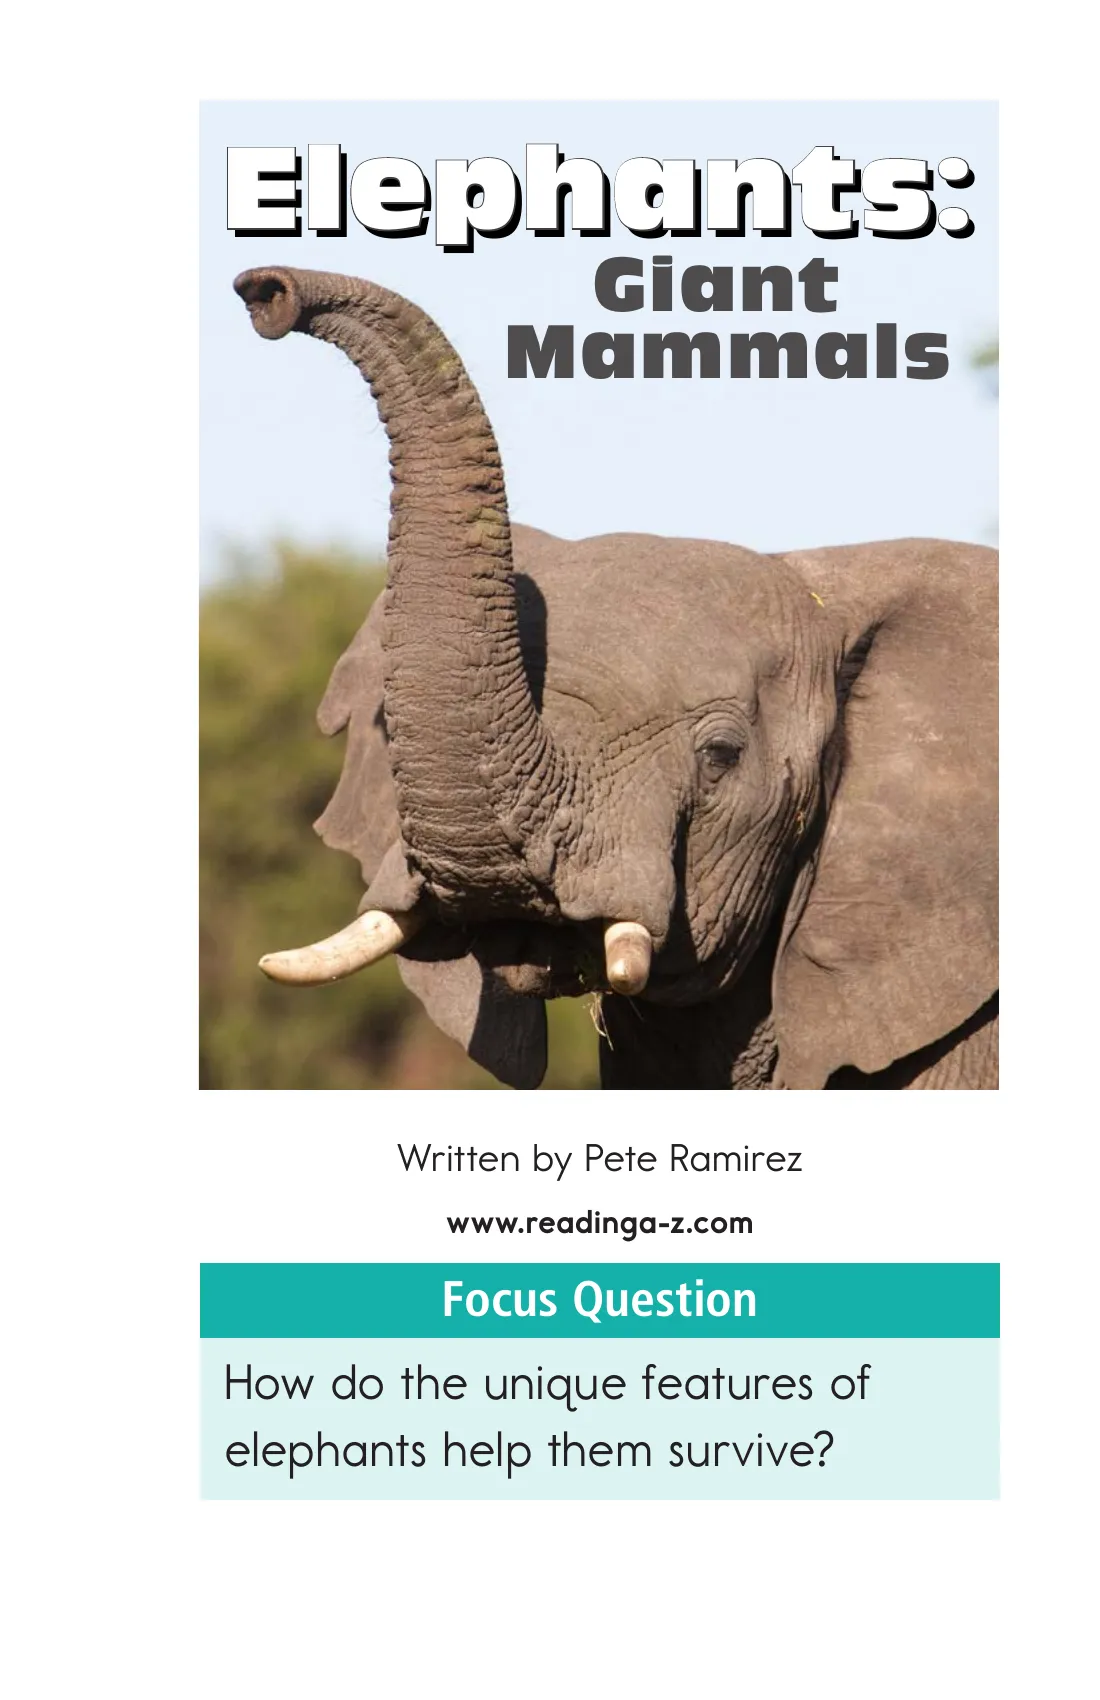 Elephants:
Giant
Mammals
Written by Pete Ramirez
www.readinga-z.com
Focus Question
How do the unique features of
elephants help them survive?